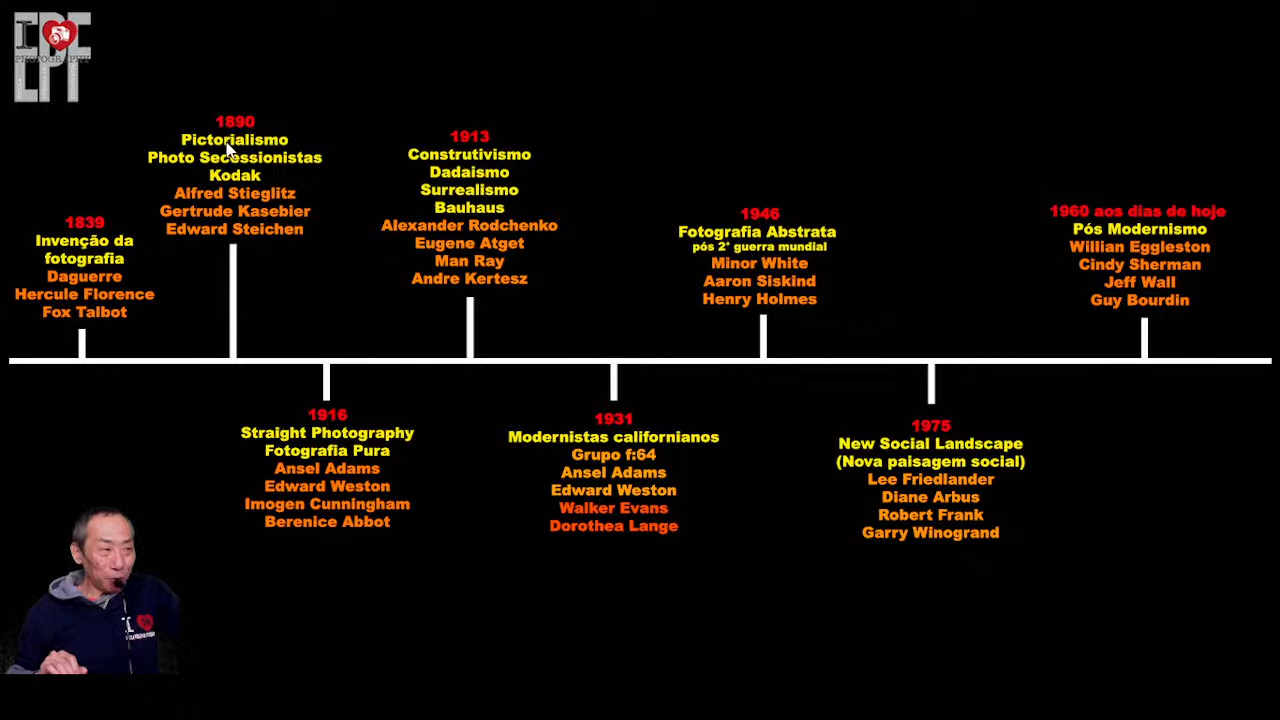 I
PHOTOGRAPHY
1839
Invenção da
fotografia
Daguerre
Hercule Florence
Fox Talbot
1890
Pictorialismo
Photo Secessionistas
Kodak
Alfred Stieglitz
Gertrude Kasebier
Edward Steichen
1913
Construtivismo
Dadaismo
Surrealismo
Bauhaus
Alexander Rodchenko
Eugene Atget
Man Ray
Andre Kertesz
1946
Fotografia Abstrata
pós 2ª guerra mundial
Minor White
Aaron Siskind
Henry Holmes
1960 aos dias de hoje
Pós Modernismo
Willian Eggleston
Cindy Sherman
Jeff Wall
Guy Bourdin
1916
Straight Photography
Fotografia Pura
Ansel Adams
Edward Weston
Imogen Cunningham
Berenice Abbot
1931
Modernistas californianos
Grupo f:64
Ansel Adams
Edward Weston
Walker Evans
Dorothea Lange
1975
New Social Landscape
(Nova paisagem social)
Lee Friedlander
Diane Arbus
Robert Frank
Garry Winogrand
I